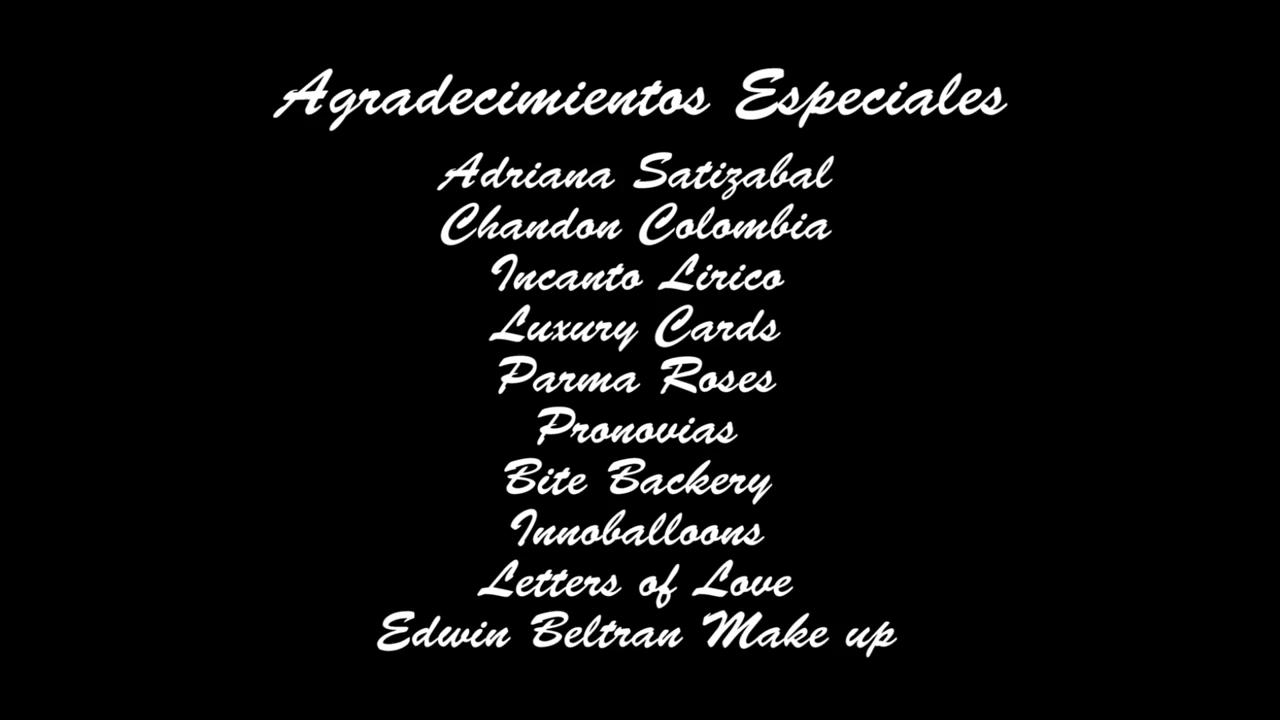 Agradecimientos Especiales
Adriana Satizabal
Chandon Colombia
Incanto Lirico
Luxury Cards
Parma Roses
Pronovias
Bite Backery
Innoballoons
Letters of Love
Edwin Beltran Make up